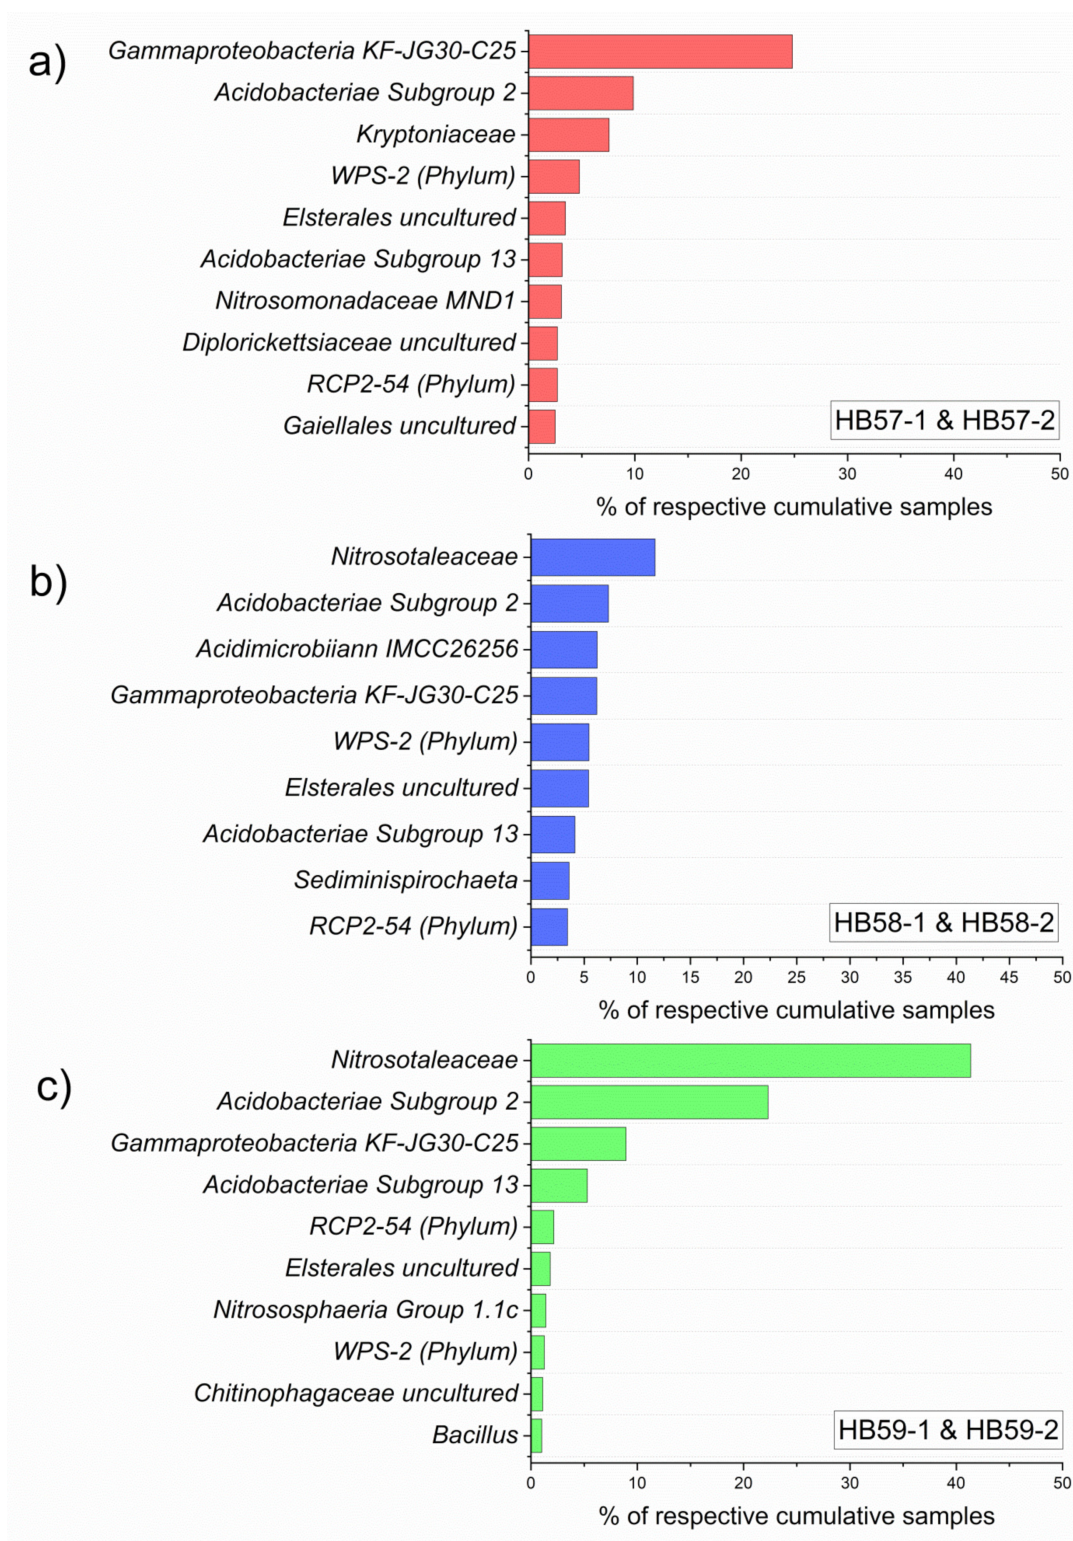 a)
Gammaproteobacteria KF-JG30-C25
Acidobacteriae Subgroup 2
Kryptoniaceae
WPS-2 (Phylum)
Elsterales uncultured
Acidobacteriae Subgroup 13
Nitrosomonadaceae MND1
Diplorickettsiaceae uncultured
RCP2-54 (Phylum)
Gaiellales uncultured
HB57-1 & HB57-2
0 10 20 30 40 50
% of respective cumulative samples
b)
Nitrosotaleaceae
Acidobacteriae Subgroup 2
Acidimicrobiiann IMCC26256
Gammaproteobacteria KF-JG30-C25
WPS-2 (Phylum)
Elsterales uncultured
Acidobacteriae Subgroup 13
Sediminispirochaeta
RCP2-54 (Phylum)
HB58-1 & HB58-2
0 5 10 15 20 25 30 35 40 45 50
% of respective cumulative samples
c)
Nitrosotaleaceae
Acidobacteriae Subgroup 2
Gammaproteobacteria KF-JG30-C25
Acidobacteriae Subgroup 13
RCP2-54 (Phylum)
Elsterales uncultured
Nitrososphaeria Group 1.1c
WPS-2 (Phylum)
Chitinophagaceae uncultured
Bacillus
HB59-1 & HB59-2
0 10 20 30 40 50
% of respective cumulative samples